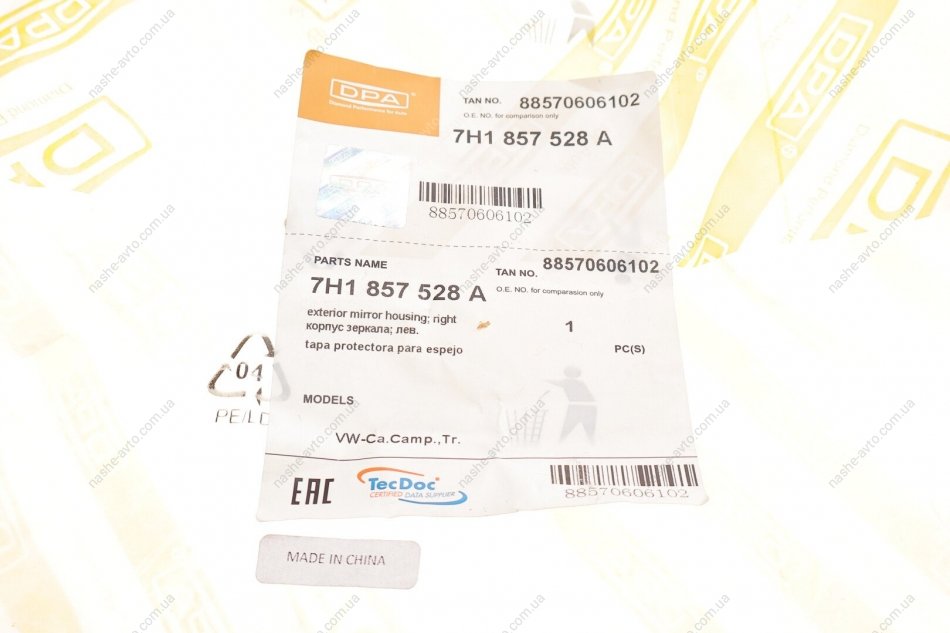 DPA
Diamond Performance for Auto
TAN NO. 88570606102
O.E. NO. for comparison only
7H1 857 528 A
DPA
88570606102
PARTS NAME
TAN NO. 88570606102
7H1 857 528 A
O.E. NO. for comparasion only
exterior mirror housing; right
корпус зеркала; лев.
1
tapa protectora para espejo
PC(S)
04
PE/LD
MODELS
VW-Ca.Camp.,Tr.
EAC
TecDoc
CERTIFIED DATA SUPPLIER
88570606102
MADE IN CHINA
nashe-avto.com.ua